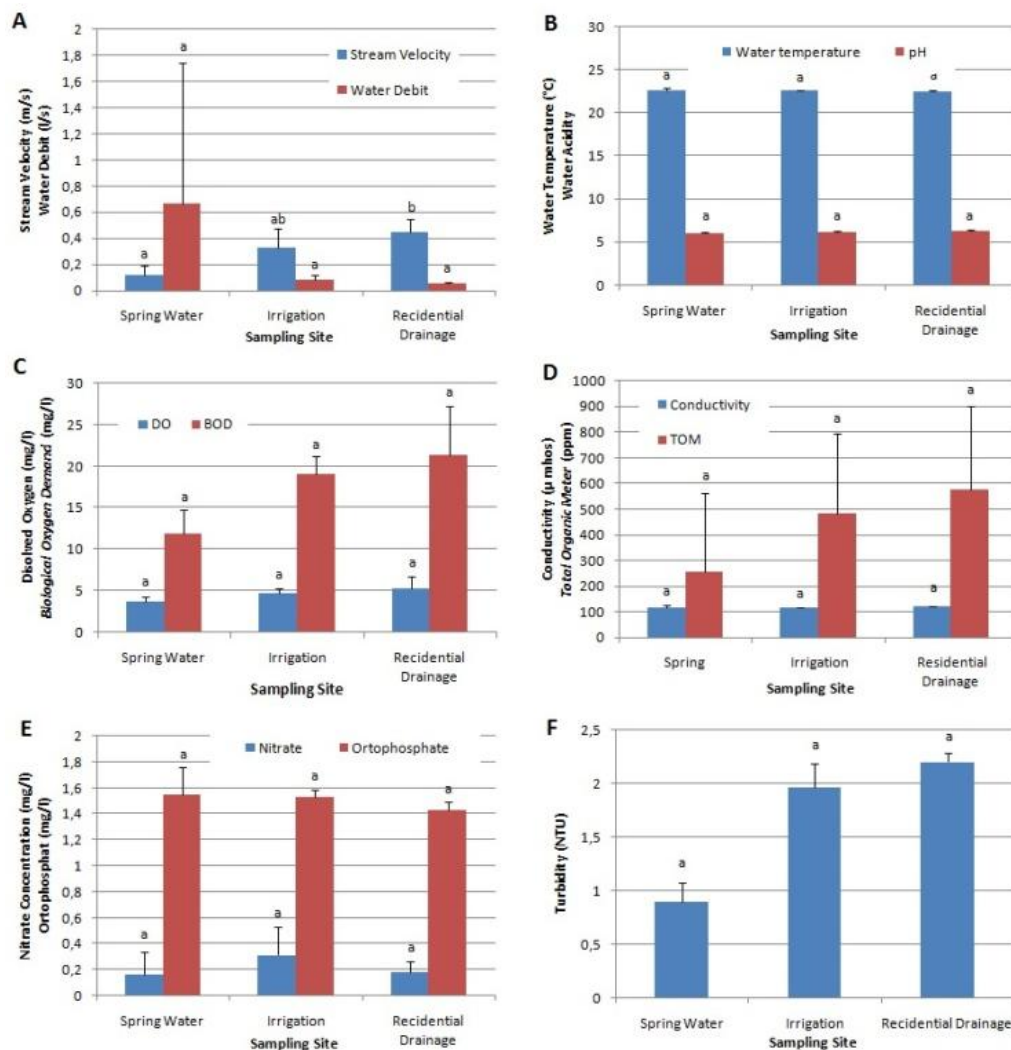 A
2
1,8
1,6
1,4
1,2
1
0,8
0,6
0,4
0,2
0
Stream Velocity (m/s)
Water Debit (l/s)
Stream Velocity
Water Debit
a
a
ab
a
b
a
Spring Water
Irrigation
Recidential
Drainage
Sampling Site
B
30
25
20
15
10
5
0
Water Temperature (°C)
Water Acidity
Water temperature
pH
a
a
a
a
a
a
Spring Water
Irrigation
Recidential
Drainage
Sampling Site
C
30
25
20
15
10
5
0
Disolved Oxygen (mg/l)
Biological Oxygen Demand (mg/l)
DO
BOD
a
a
a
a
a
a
Spring Water
Irrigation
Recidential
Drainage
Sampling Site
D
1000
900
800
700
600
500
400
300
200
100
0
Conductivity (µ mhos)
Total Organic Meter (ppm)
Conductivity
TOM
a
a
a
a
a
a
Spring
Irrigation
Residential
Drainage
Sampling Site
E
2
1,8
1,6
1,4
1,2
1
0,8
0,6
0,4
0,2
0
Nitrate Concentration (mg/l)
Ortophosphat (mg/l)
Nitrate
Ortophosphate
a
a
a
a
a
a
Spring Water
Irrigation
Recidential
Drainage
Sampling Site
F
2,5
2
1,5
1
0,5
0
Turbidity (NTU)
a
a
a
Spring Water
Irrigation
Recidential Drainage
Sampling Site